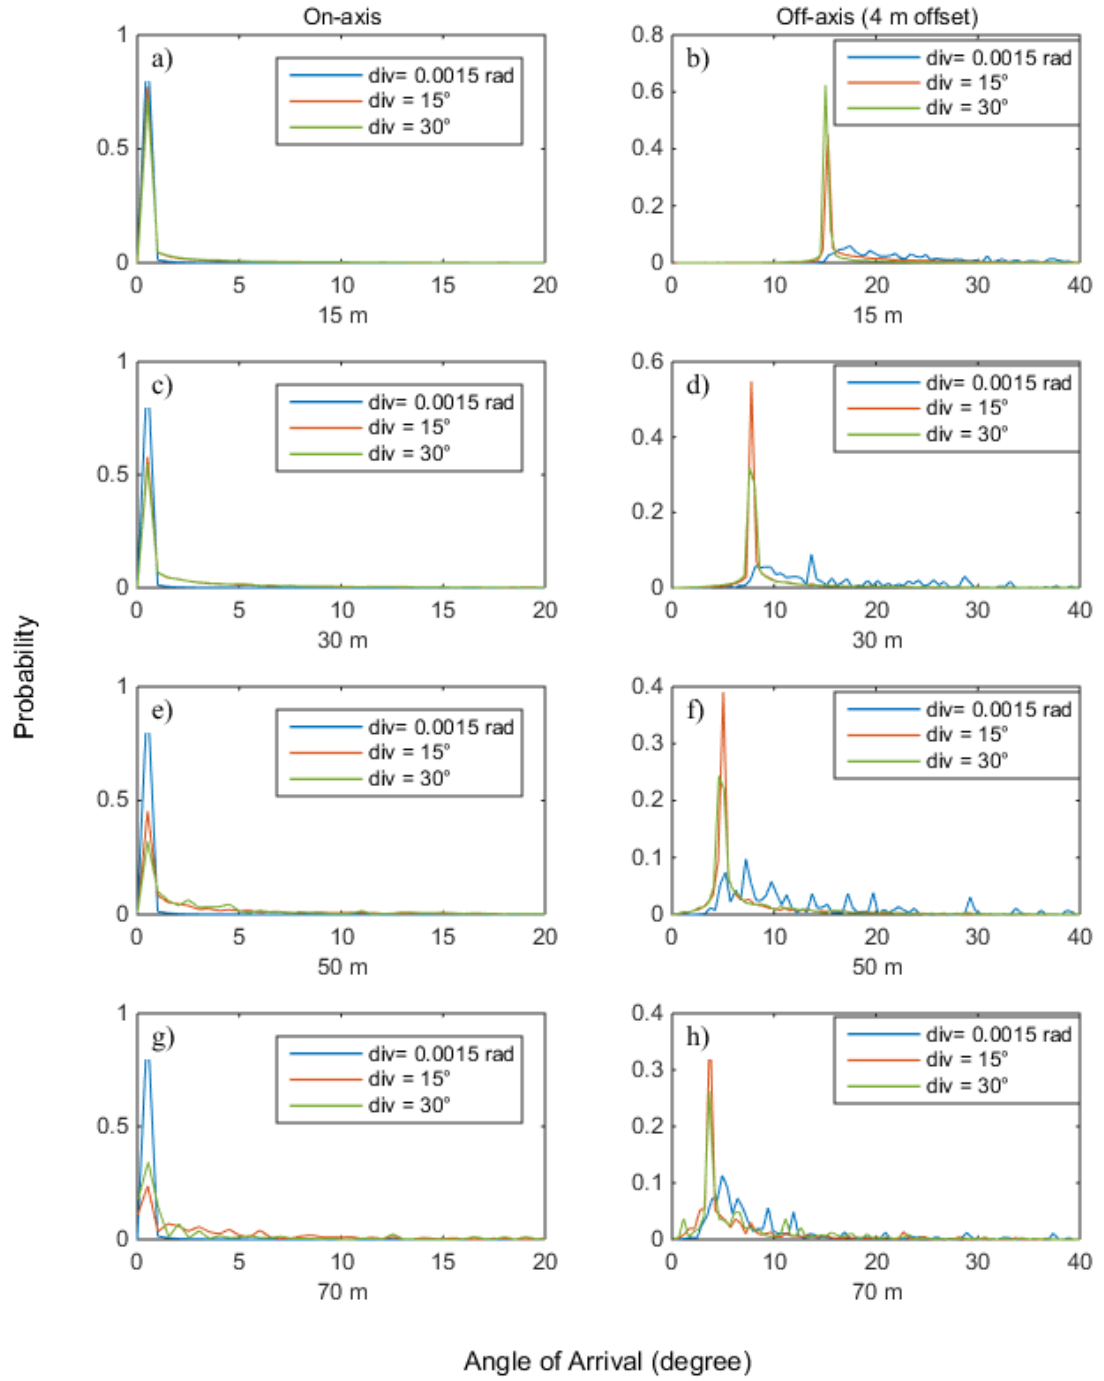 On-axis
Off-axis (4 m offset)
a)
div= 0.0015 rad
div = 15°
div = 30°
1
0.5
0
0 5 10 15 20
15 m
b)
div= 0.0015 rad
div = 15°
div = 30°
0.8
0.6
0.4
0.2
0
0 10 20 30 40
15 m
c)
div= 0.0015 rad
div = 15°
div = 30°
1
0.5
0
0 5 10 15 20
30 m
d)
div= 0.0015 rad
div = 15°
div = 30°
0.6
0.4
0.2
0
0 10 20 30 40
30 m
Probability
e)
div= 0.0015 rad
div = 15°
div = 30°
1
0.5
0
0 5 10 15 20
50 m
f)
div= 0.0015 rad
div = 15°
div = 30°
0.4
0.3
0.2
0.1
0
0 10 20 30 40
50 m
g)
div= 0.0015 rad
div = 15°
div = 30°
1
0.5
0
0 5 10 15 20
70 m
h)
div= 0.0015 rad
div = 15°
div = 30°
0.4
0.3
0.2
0.1
0
0 10 20 30 40
70 m
Angle of Arrival (degree)